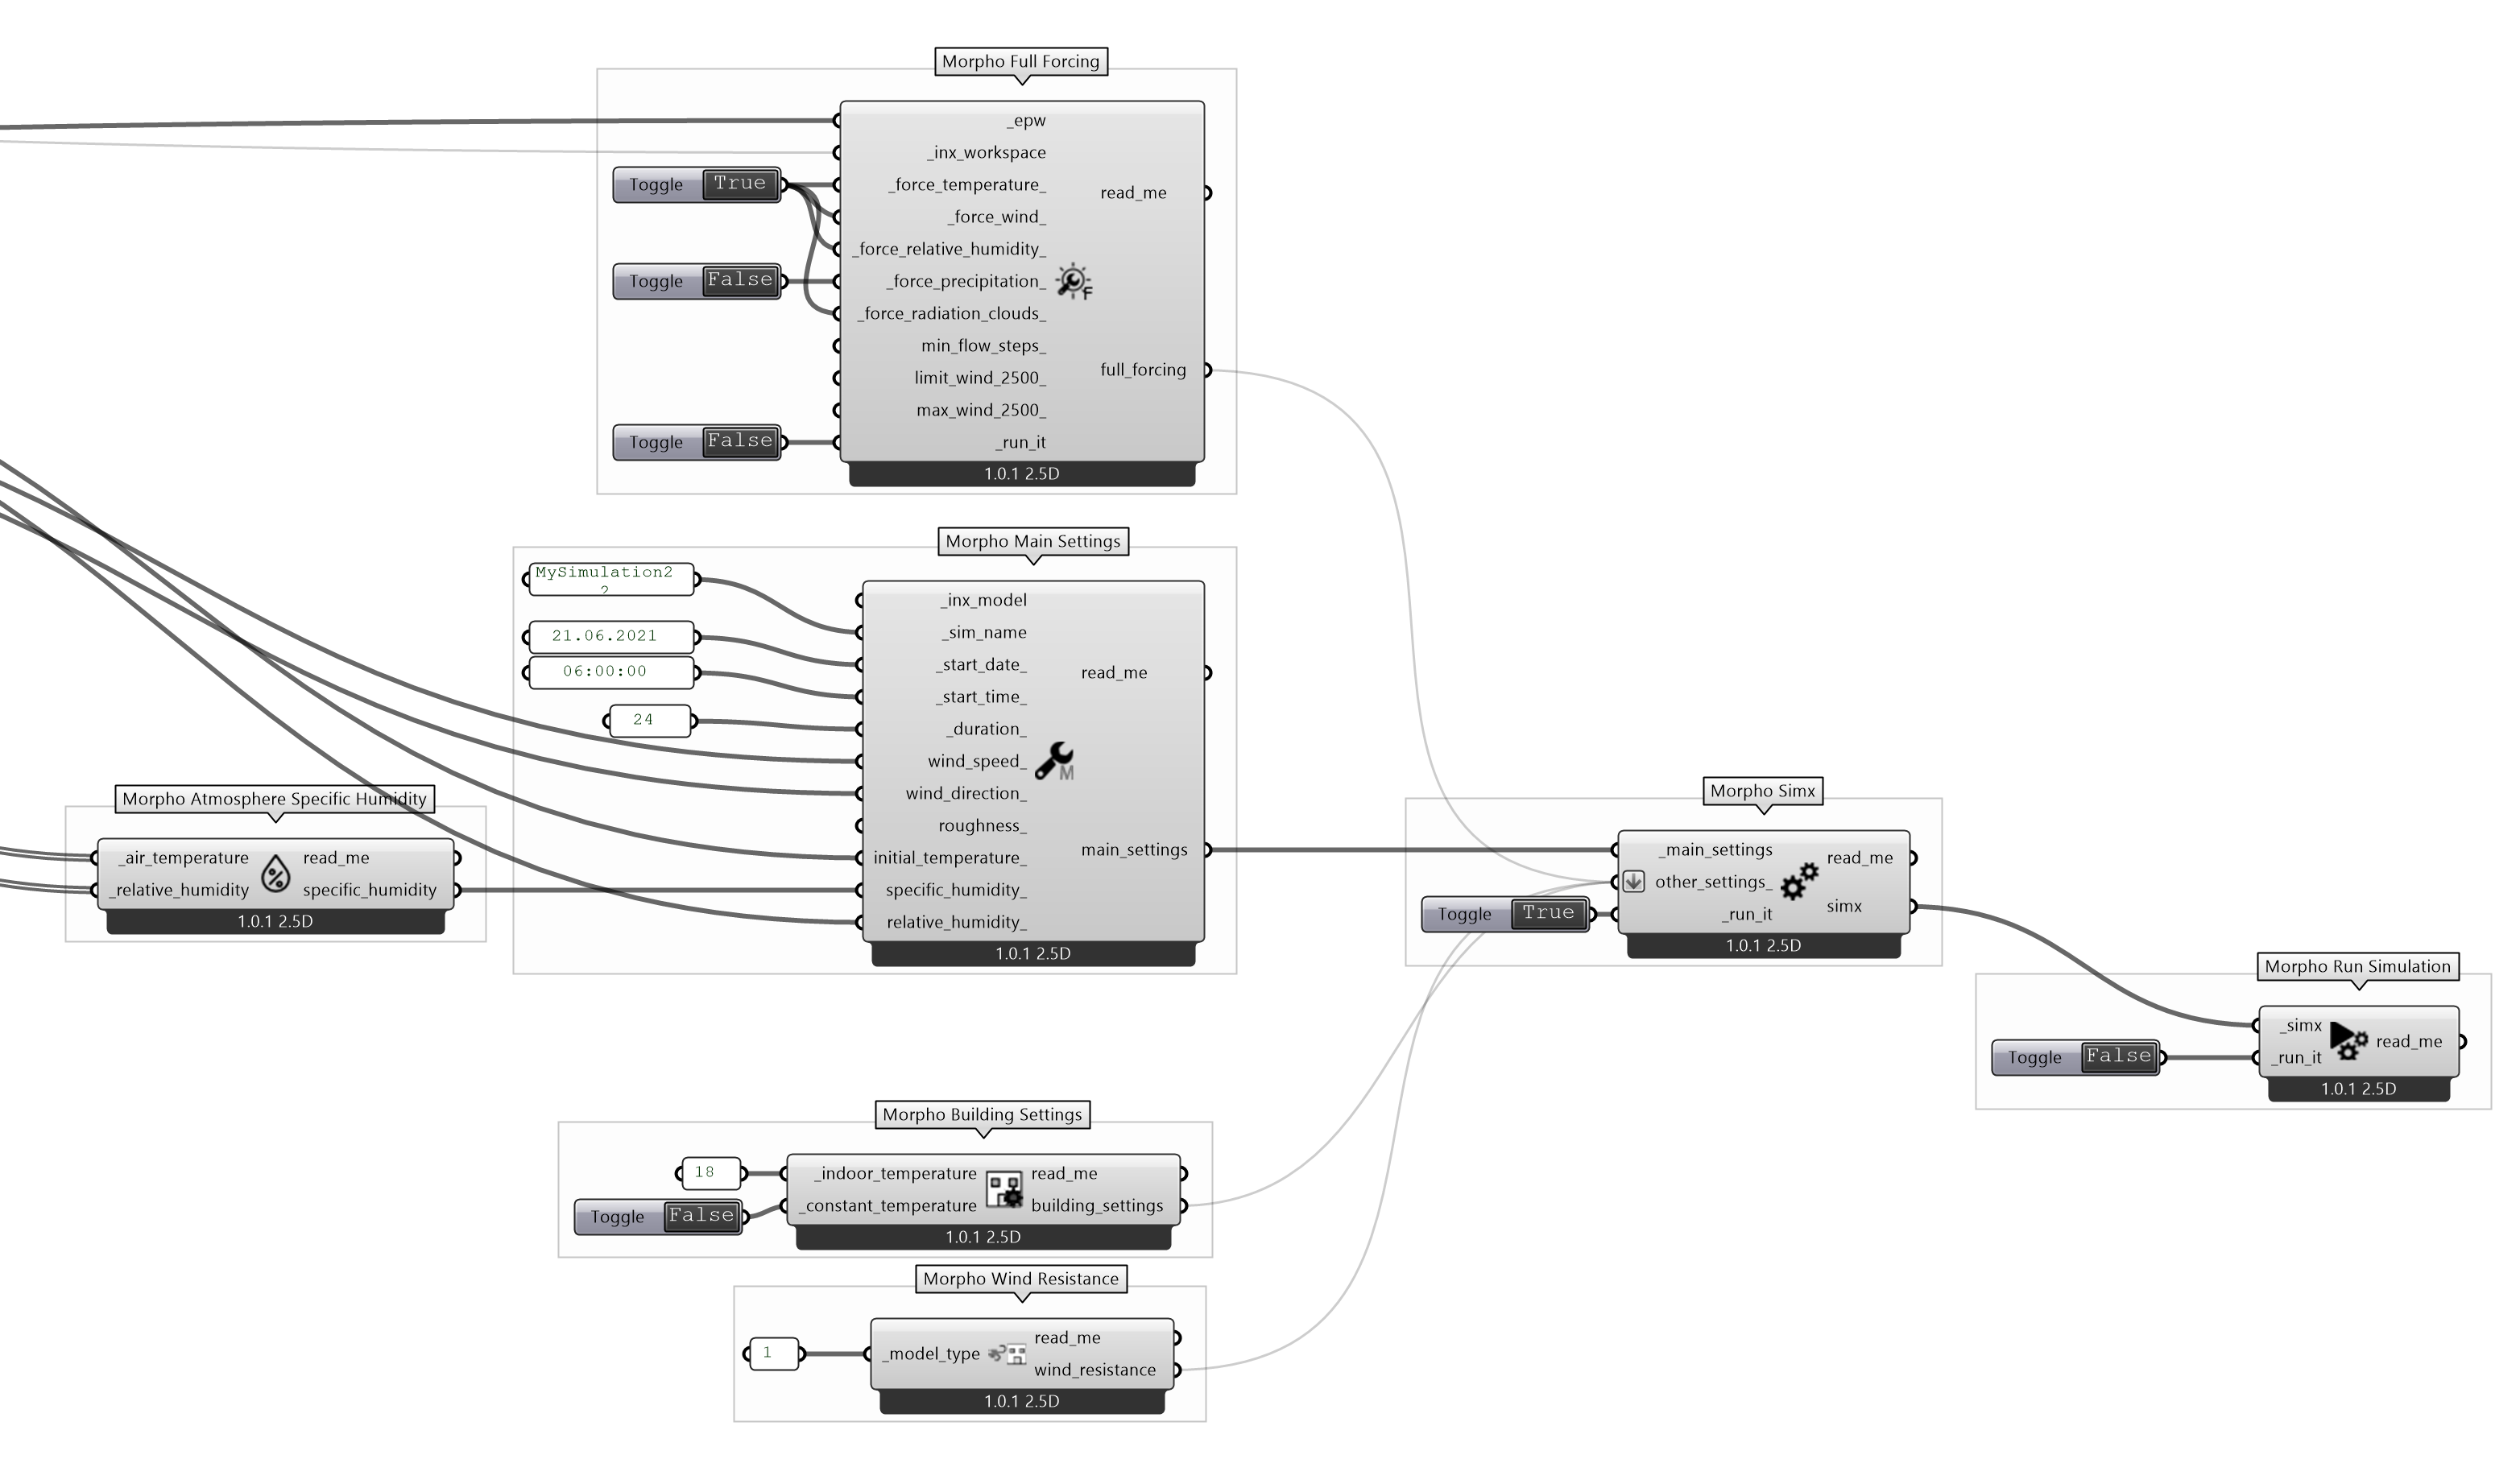 Morpho Full Forcing
_epw
_inx_workspace
Toggle True
_force_temperature_
read_me
_force_wind_
_force_relative_humidity_
Toggle False
_force_precipitation_
F
_force_radiation_clouds_
min_flow_steps_
full_forcing
limit_wind_2500_
max_wind_2500_
Toggle False
_run_it
1.0.1 2.5D
Morpho Main Settings
MySimulation2
_inx_model
_sim_name
21.06.2021
_start_date_
06:00:00
_start_time_
read_me
24
_duration_
wind_speed_
M
wind_direction_
roughness_
main_settings
initial_temperature_
specific_humidity_
relative_humidity_
1.0.1 2.5D
Morpho Atmosphere Specific Humidity
_air_temperature
read_me
_relative_humidity
specific_humidity
1.0.1 2.5D
Morpho Simx
_main_settings
read_me
other_settings_
simx
Toggle True
_run_it
1.0.1 2.5D
Morpho Run Simulation
_simx
read_me
Toggle False
_run_it
1.0.1 2.5D
Morpho Building Settings
18
_indoor_temperature
read_me
Toggle False
_constant_temperature
building_settings
1.0.1 2.5D
Morpho Wind Resistance
1
_model_type
read_me
wind_resistance
1.0.1 2.5D